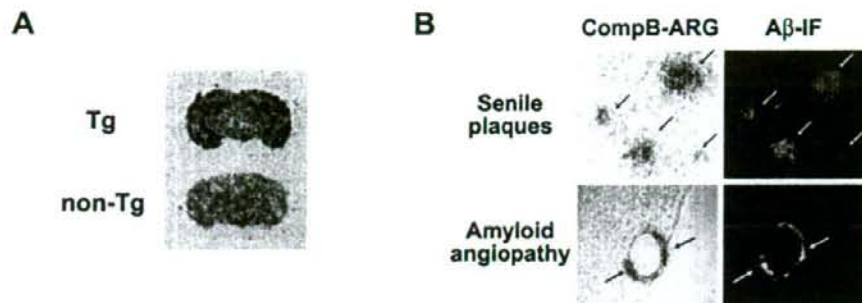 A
Tg
non-Tg
B
CompB-ARG
Aβ-IF
Senile
plaques
Amyloid
angiopathy